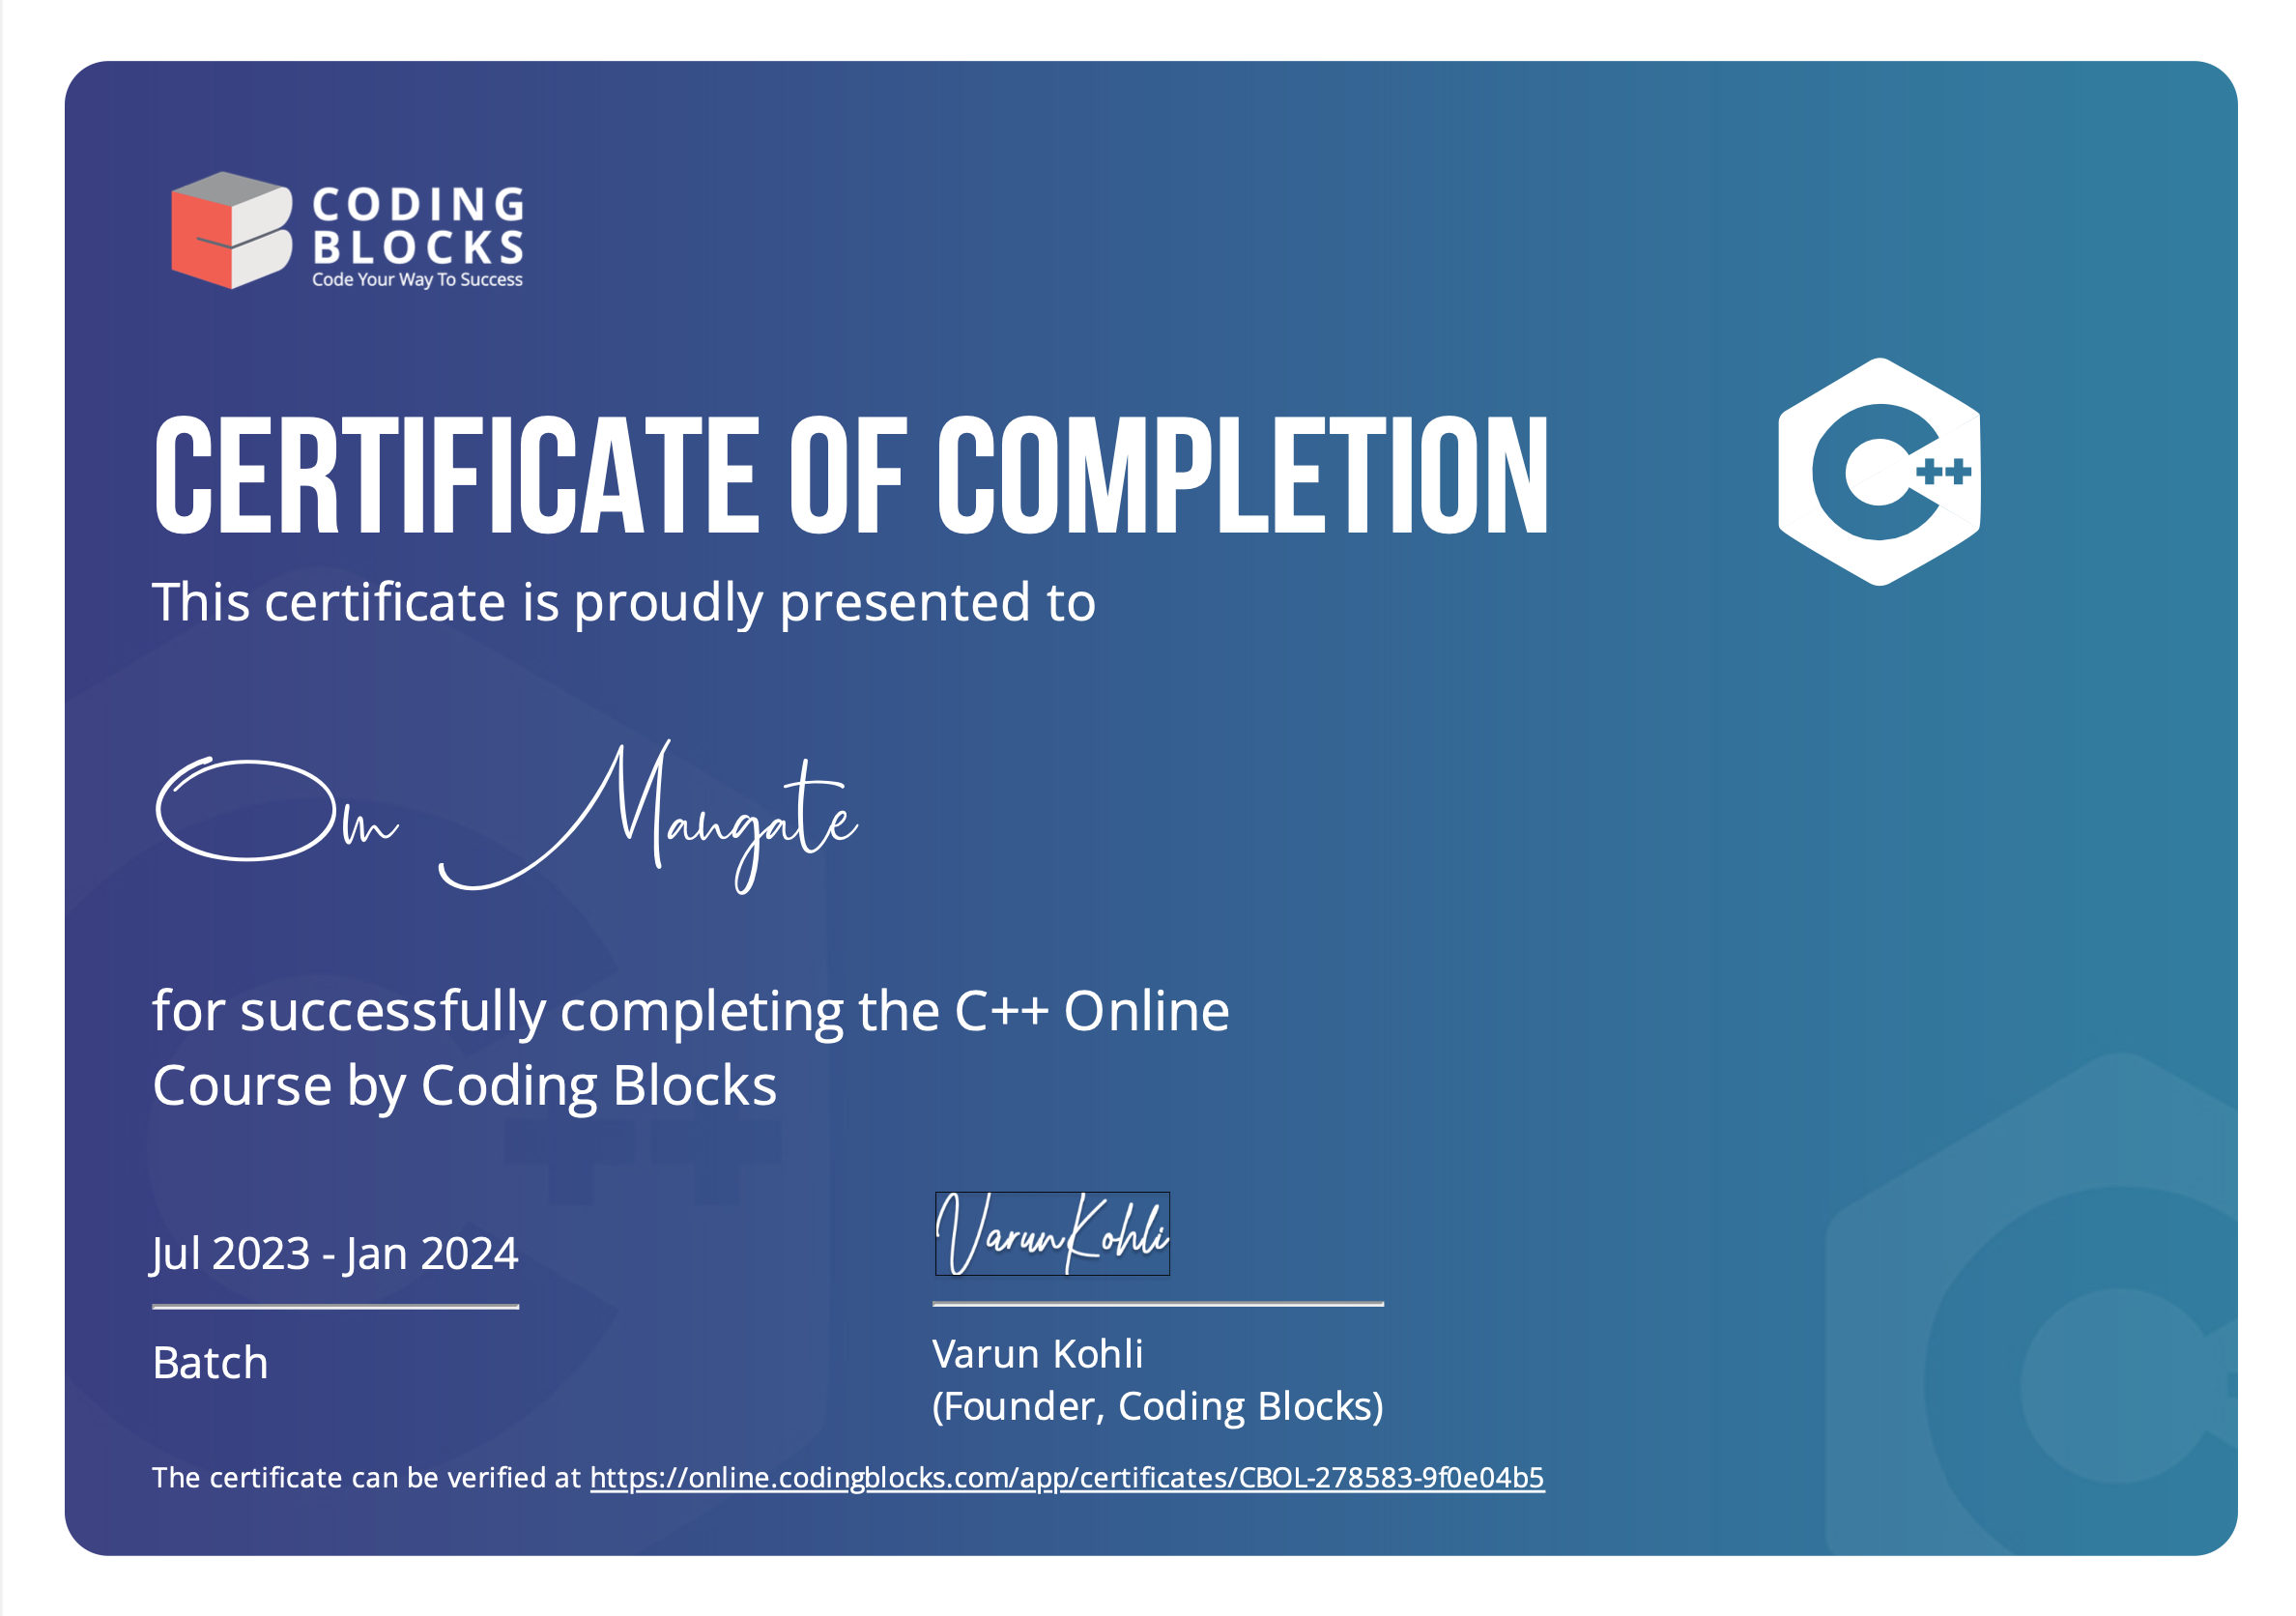 CODING
BLOCKS
Code Your Way To Success
CERTIFICATE OF COMPLETION
This certificate is proudly presented to
Om Mangate
for successfully completing the C++ Online
Course by Coding Blocks
Jul 2023 - Jan 2024
Batch
Varun Kohli
Varun Kohli
(Founder, Coding Blocks)
The certificate can be verified at https://online.codingblocks.com/app/certificates/CBOL-278583-9f0e04b5
C++